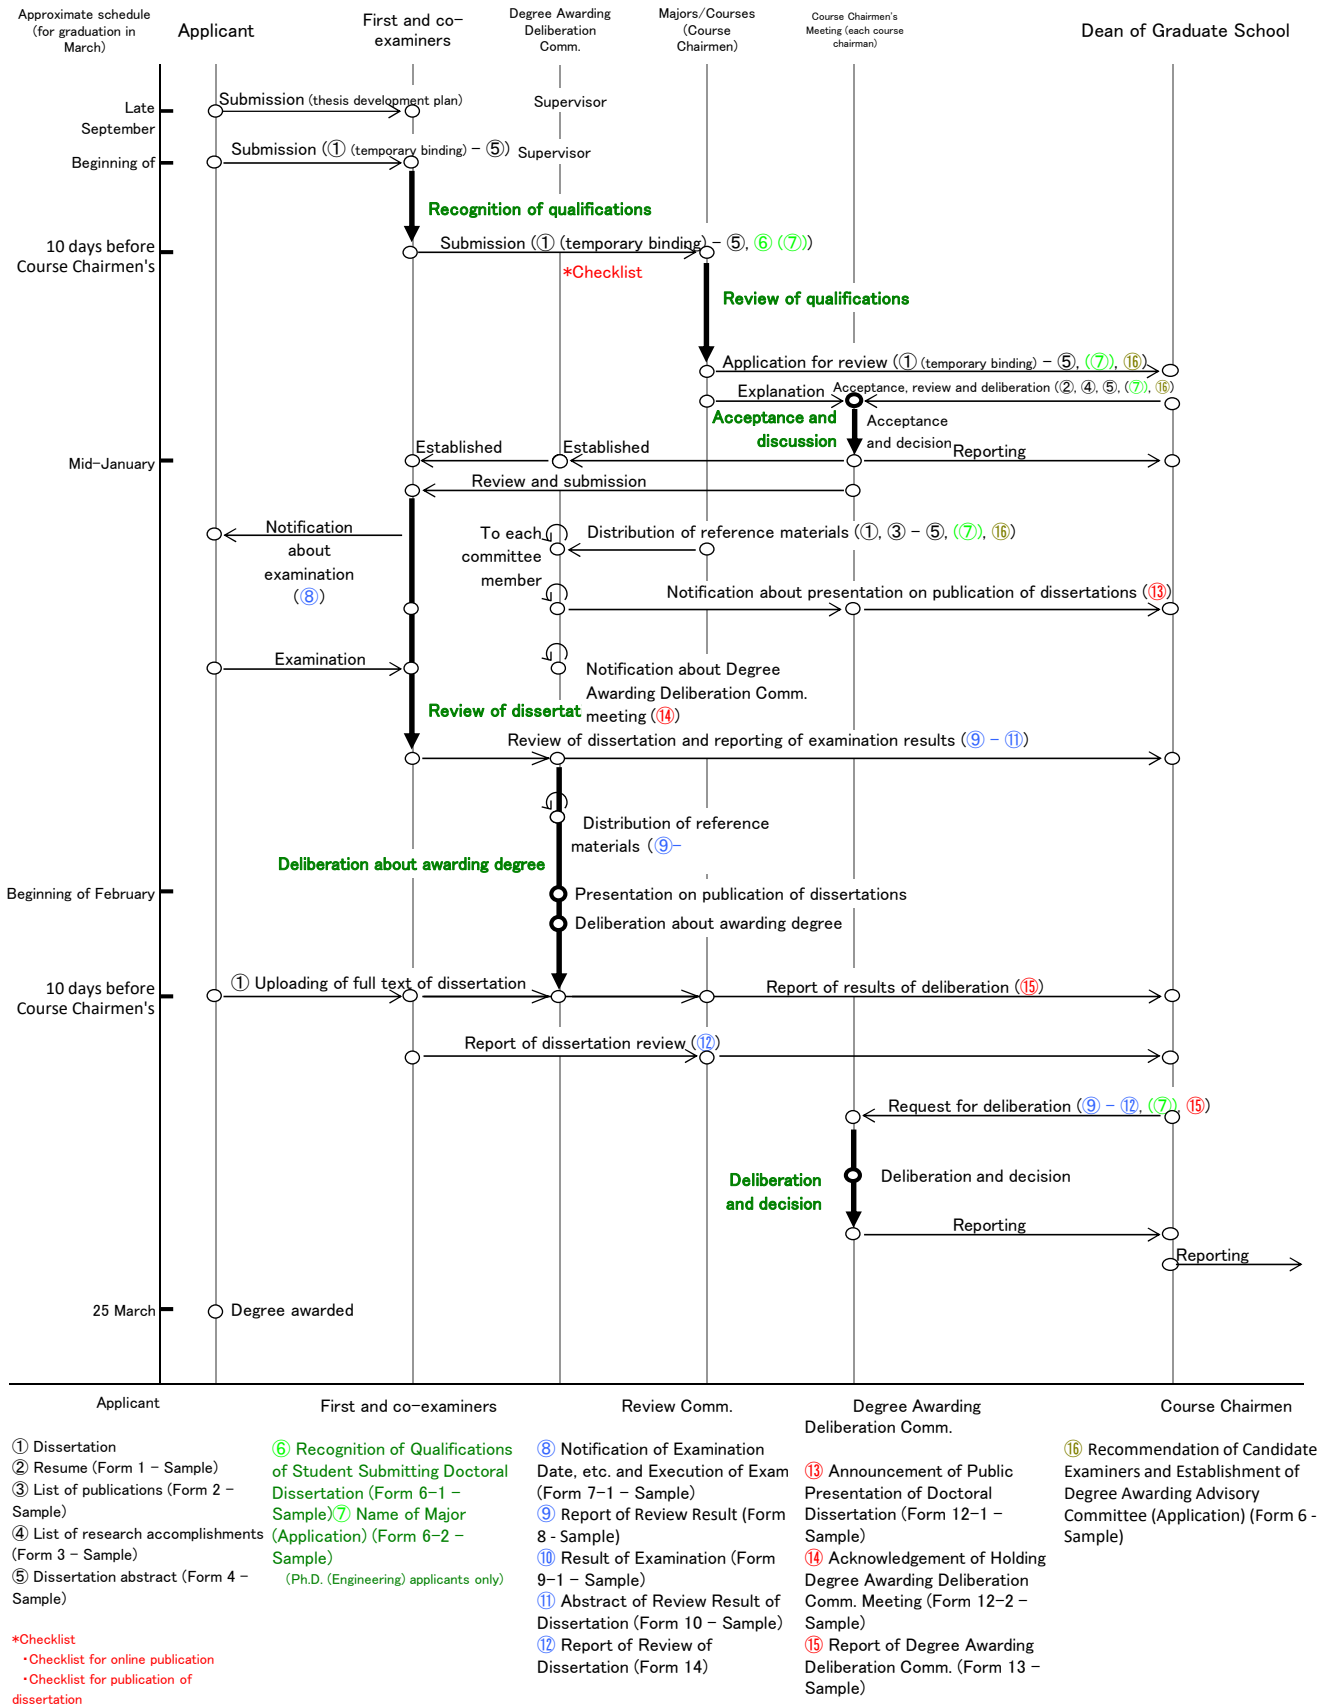 Approximate schedule
(for graduation in
March)
Applicant
First and co-
examiners
Degree Awarding
Deliberation
Comm.
Majors/Courses
(Course
Chairmen)
Course Chairmen's
Meeting (each course
chairman)
Dean of Graduate School
Late
September
Submission (thesis development plan)
Supervisor
Beginning of
Submission (① (temporary binding) – ⑤)
Supervisor
Recognition of qualifications
10 days before
Course Chairmen's
Submission (① (temporary binding) – ⑤, ⑥ (⑦))
*Checklist
Review of qualifications
Application for review (① (temporary binding) – ⑤, (⑦), ⑯)
Explanation
Acceptance, review and deliberation (②, ④, ⑤, (⑦), ⑯)
Acceptance and
discussion
Acceptance
and decision
Mid-January
Established
Established
Reporting
Review and submission
Notification
about
examination
(⑧)
To each
committee
member
Distribution of reference materials (①, ③ – ⑤, (⑦), ⑯)
Notification about presentation on publication of dissertations (⑬)
Examination
Notification about Degree
Awarding Deliberation Comm.
meeting (⑭)
Review of dissertat
Review of dissertation and reporting of examination results (⑨ – ⑪)
Distribution of reference
materials (⑨–
Deliberation about awarding degree
Beginning of February
Presentation on publication of dissertations
Deliberation about awarding degree
10 days before
Course Chairmen's
① Uploading of full text of dissertation
Report of results of deliberation (⑮)
Report of dissertation review (⑫)
Request for deliberation (⑨ – ⑫, (⑦), ⑮)
Deliberation
and decision
Deliberation and decision
Reporting
Reporting
25 March
Degree awarded
Applicant
① Dissertation
② Resume (Form 1 – Sample)
③ List of publications (Form 2 –
Sample)
④ List of research accomplishments
(Form 3 – Sample)
⑤ Dissertation abstract (Form 4 –
Sample)
*Checklist
・Checklist for online publication
・Checklist for publication of
dissertation
First and co-examiners
⑥ Recognition of Qualifications
of Student Submitting Doctoral
Dissertation (Form 6-1 –
Sample)⑦ Name of Major
(Application) (Form 6-2 –
Sample)
(Ph.D. (Engineering) applicants only)
Review Comm.
⑧ Notification of Examination
Date, etc. and Execution of Exam
(Form 7-1 – Sample)
⑨ Report of Review Result (Form
8 - Sample)
⑩ Result of Examination (Form
9-1 – Sample)
⑪ Abstract of Review Result of
Dissertation (Form 10 – Sample)
⑫ Report of Review of
Dissertation (Form 14)
Degree Awarding
Deliberation Comm.
⑬ Announcement of Public
Presentation of Doctoral
Dissertation (Form 12-1 –
Sample)
⑭ Acknowledgement of Holding
Degree Awarding Deliberation
Comm. Meeting (Form 12-2 –
Sample)
⑮ Report of Degree Awarding
Deliberation Comm. (Form 13 –
Sample)
Course Chairmen
⑯ Recommendation of Candidate
Examiners and Establishment of
Degree Awarding Advisory
Committee (Application) (Form 6 -
Sample)